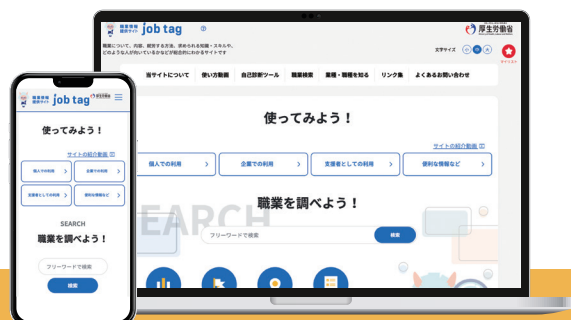 職業情報
提供サイト
job tag
厚生労働省
職業について、内容、就労する方法、求められる知識・スキルや、
どのような人が向いているかなどが総合的にわかるサイトです
文字サイズ 小 中 大
マイリスト
当サイトについて 使い方動画 自己診断ツール 職業検索 業種・職種を知る リンク集 よくあるお問い合わせ
使ってみよう！
サイトの紹介動画
個人での利用
企業での利用
支援者としての利用
便利な情報など
SEARCH
職業を調べよう！
フリーワードで検索
検索
job tag
厚生労働省
使ってみよう！
サイトの紹介動画
個人での利用
企業での利用
支援者としての利用
便利な情報など
SEARCH
職業を調べよう！
フリーワードで検索
検索